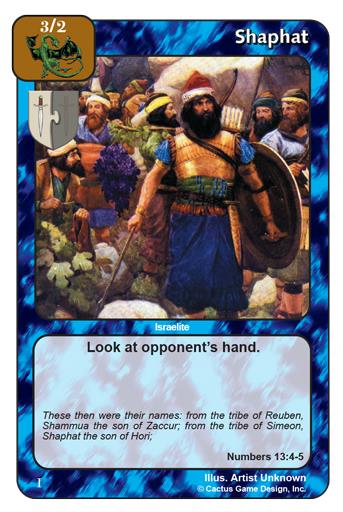 3/2
Shaphat
Israelite
Look at opponent's hand.
These then were their names: from the tribe of Reuben,
Shammua the son of Zaccur; from the tribe of Simeon,
Shaphat the son of Hori;
Numbers 13:4-5
I
Illus. Artist Unknown
© Cactus Game Design, Inc.